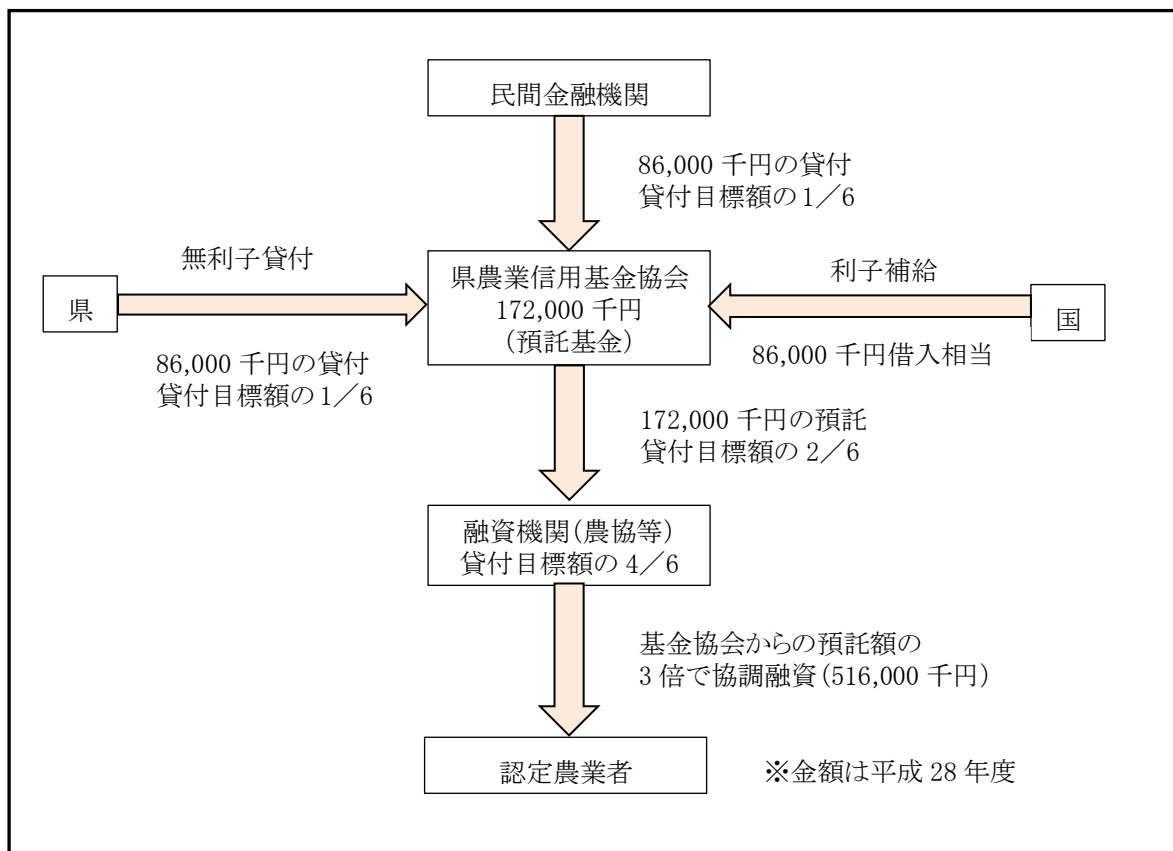 民間金融機関
86,000 千円の貸付
貸付目標額の 1／6
無利子貸付
県
86,000 千円の貸付
貸付目標額の 1／6
県農業信用基金協会
172,000 千円
（預託基金）
利子補給
国
86,000 千円借入相当
172,000 千円の預託
貸付目標額の 2／6
融資機関（農協等）
貸付目標額の 4／6
基金協会からの預託額の
3 倍で協調融資（516,000 千円）
認定農業者
※金額は平成 28 年度